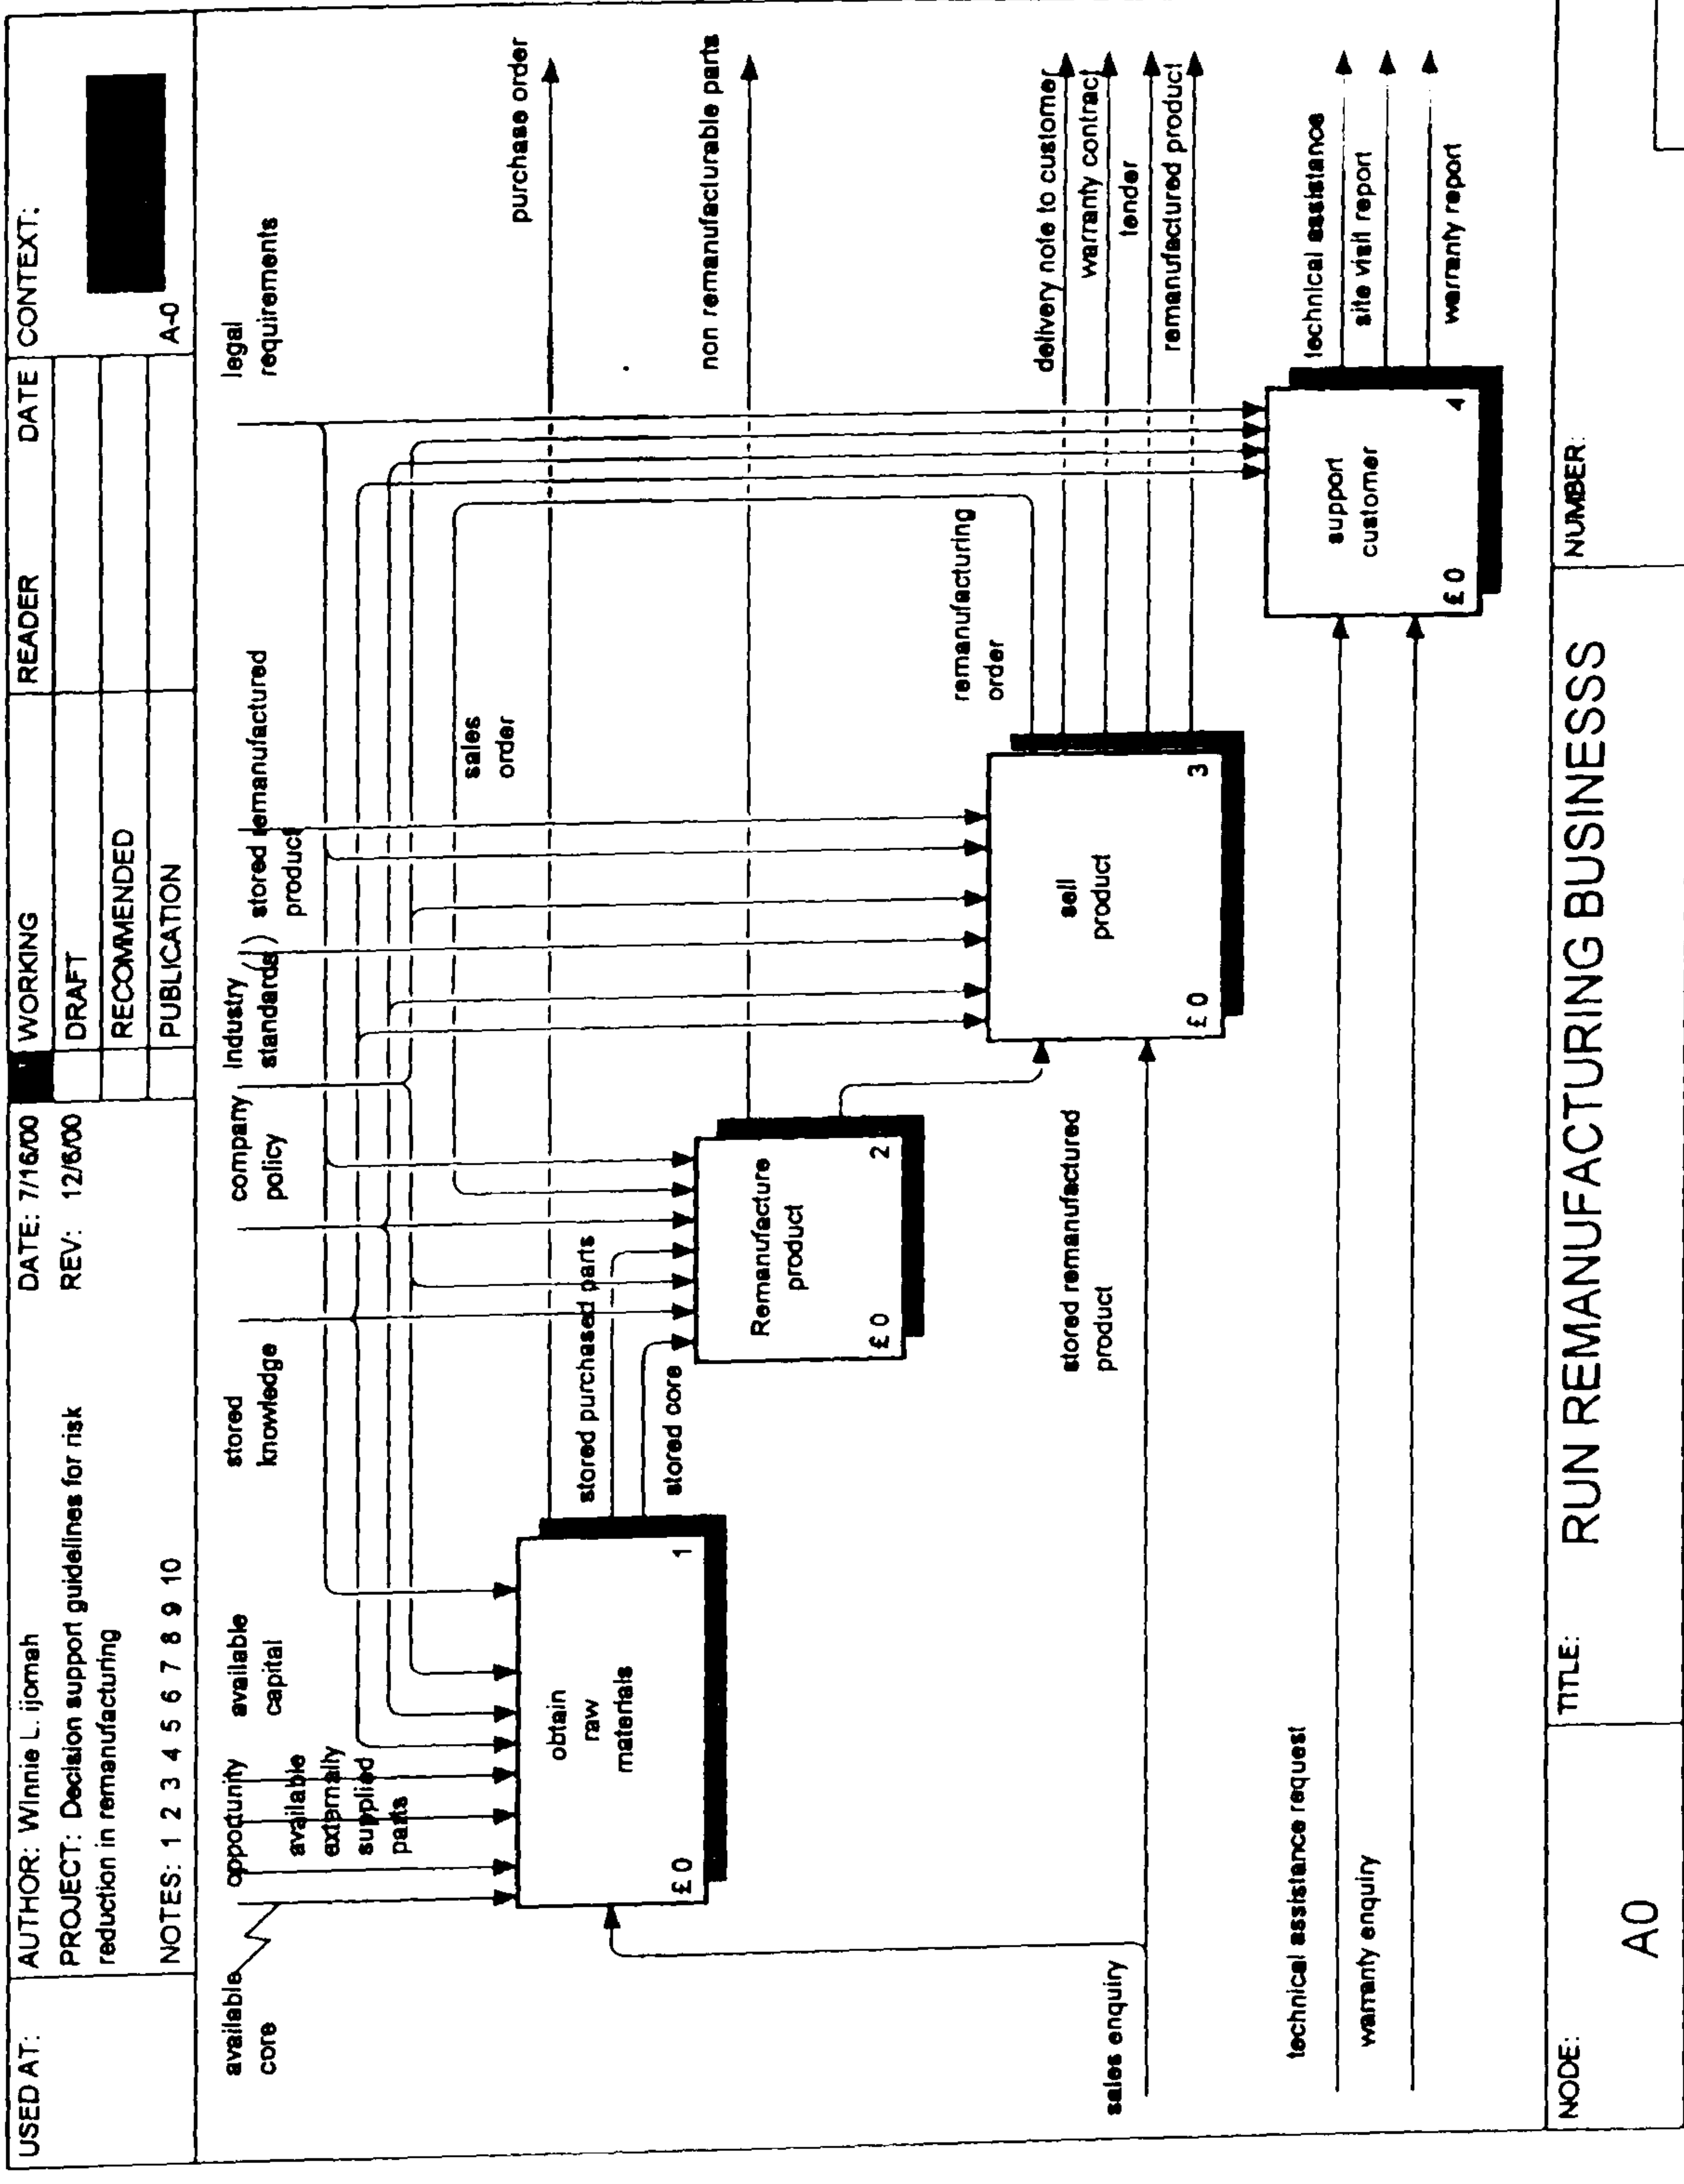 USED AT:
AUTHOR: Winnie L. ijomah
PROJECT: Decision support guidelines for risk
reduction in remanufacturing
NOTES: 1 2 3 4 5 6 7 8 9 10
DATE: 7/16/00
REV: 12/6/00
WORKING
DRAFT
RECOMMENDED
PUBLICATION
READER
DATE
CONTEXT:
A-0
available
core
opportunity
available
externally
supplied
parts
available
capital
stored
knowledge
company
policy
Industry
standards
stored remanufactured
product
legal
requirements
purchase order
sales
order
obtain
raw
materials
£ 0
1
stored purchased parts
stored core
non remanufacturable parts
Remanufacture
product
£ 0
2
remanufacturing
order
delivery note to customer
warranty contract
tender
remanufactured product
sell
product
£ 0
3
stored remanufactured
product
sales enquiry
technical assistance
site visit report
warranty report
support
customer
£ 0
4
technical assistance request
warranty enquiry
NODE:
A0
TITLE:
RUN REMANUFACTURING BUSINESSS
NUMBER: